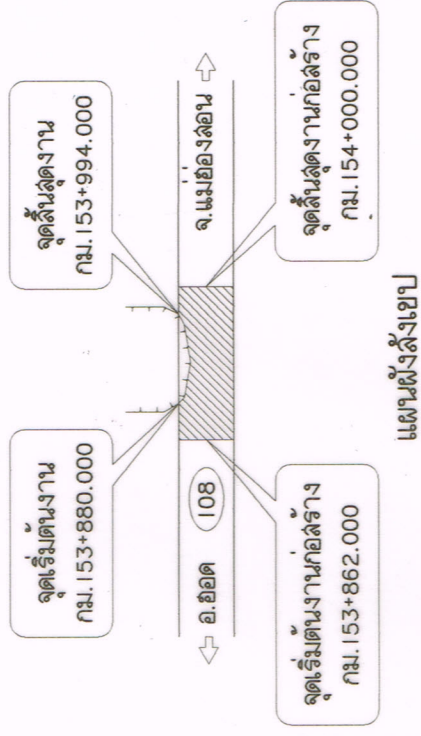 จุดเริ่มต้นงาน
กม.153+880.000
จุดสิ้นสุดงาน
กม.153+994.000
อ.ฮอด
108
จ.แม่ฮ่องสอน
จุดเริ่มต้นงานก่อสร้าง
กม.153+862.000
จุดสิ้นสุดงานก่อสร้าง
กม.154+000.000
แผนผังสังเขป